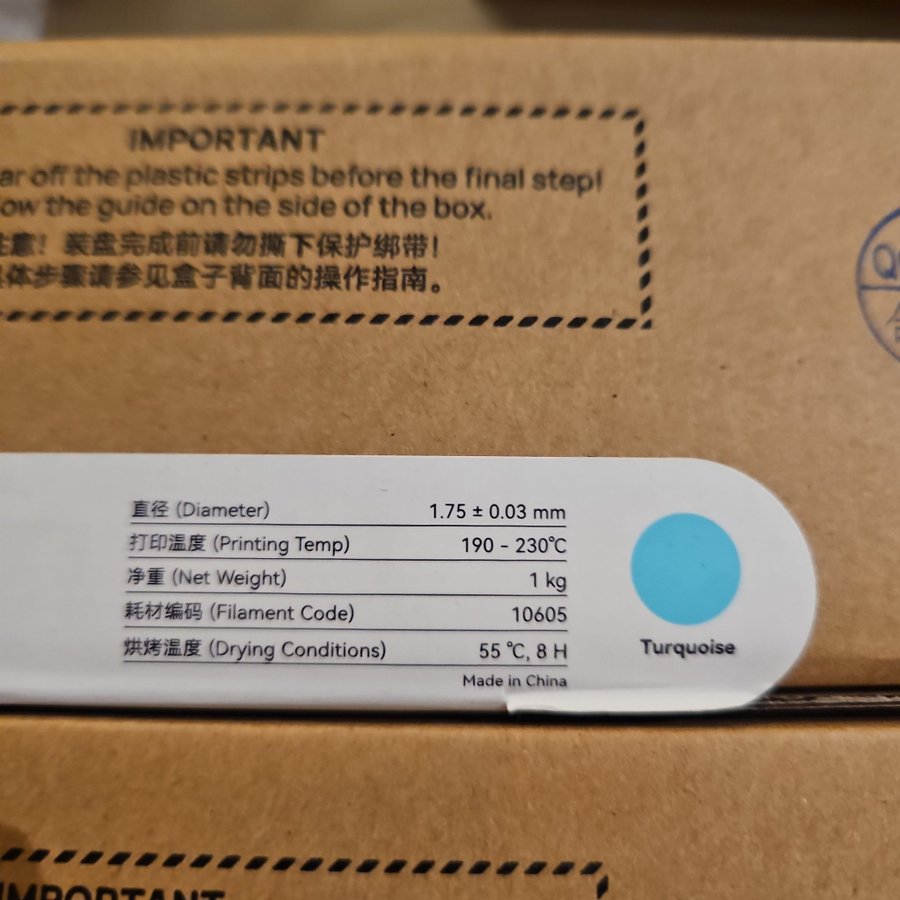 IMPORTANT
ar off the plastic strips before the final step!
ow the guide on the side of the box.
注意！装盘完成前请勿撕下保护绑带！
体步骤请参见盒子背面的操作指南。
直径 (Diameter) 1.75 ± 0.03 mm
打印温度 (Printing Temp) 190 - 230℃
净重 (Net Weight) 1 kg
耗材编码 (Filament Code) 10605
烘烤温度 (Drying Conditions) 55 ℃, 8 H
Made in China
Turquoise
IMPORTANT